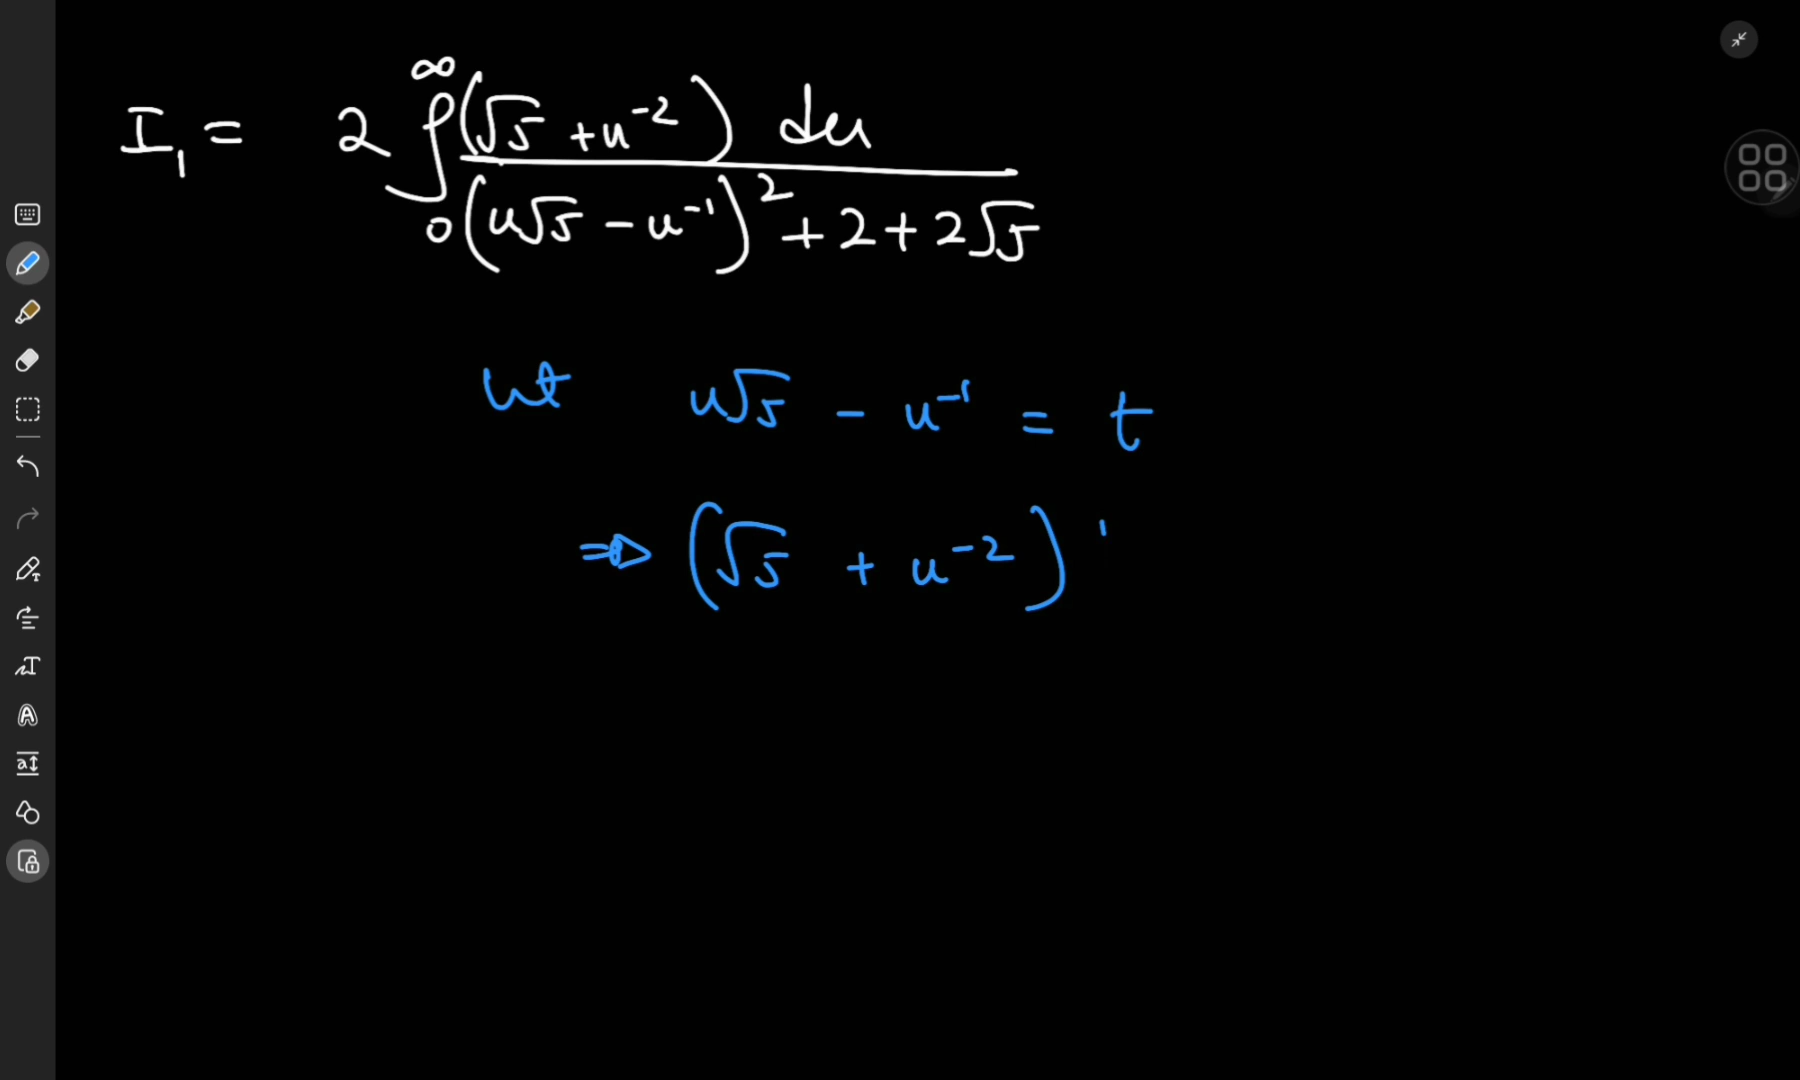 I₁ = 2 ∫₀^∞ (√5 + u⁻²) du / (u√5 − u⁻¹)² + 2 + 2√5
let u√5 − u⁻¹ = t
⇒ (√5 + u⁻²)